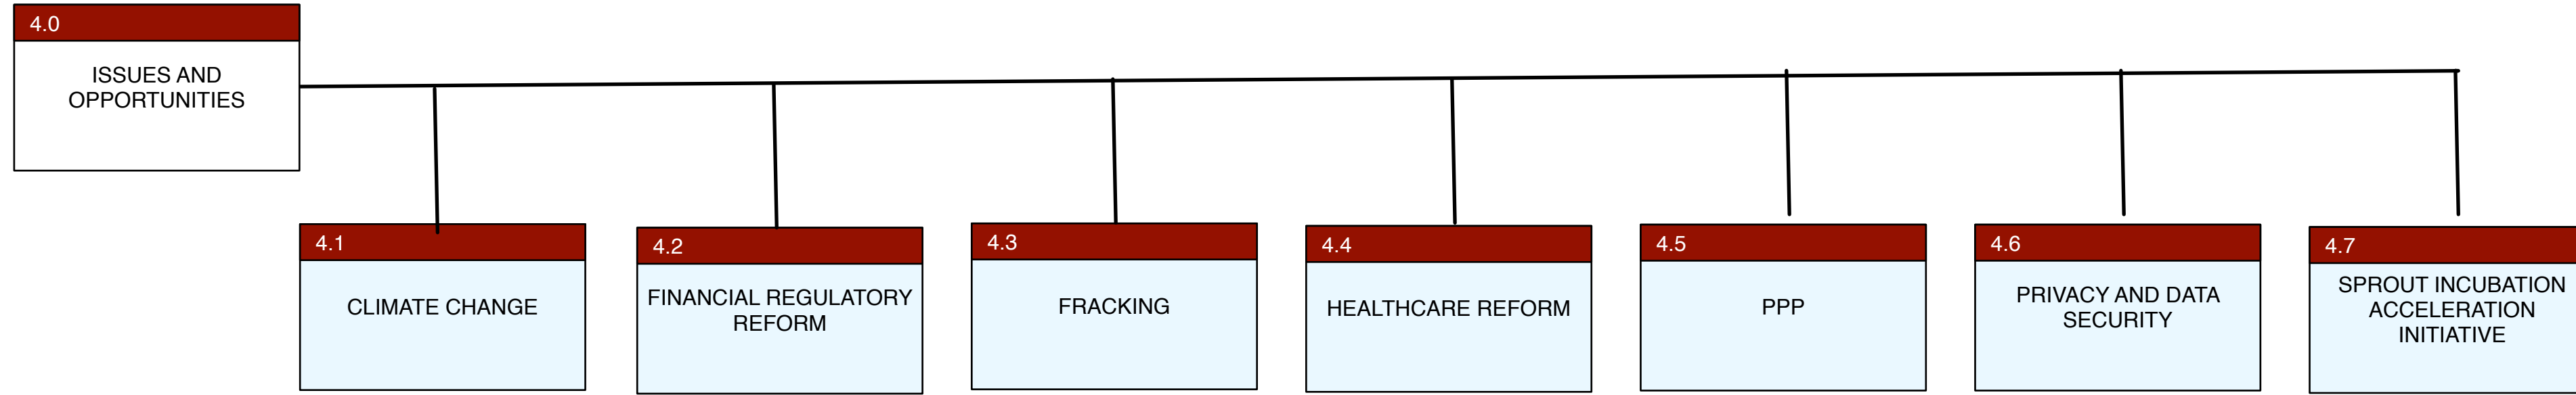 4.0
ISSUES AND
OPPORTUNITIES
4.1
CLIMATE CHANGE
4.2
FINANCIAL REGULATORY
REFORM
4.3
FRACKING
4.4
HEALTHCARE REFORM
4.5
PPP
4.6
PRIVACY AND DATA
SECURITY
4.7
SPROUT INCUBATION
ACCELERATION
INITIATIVE